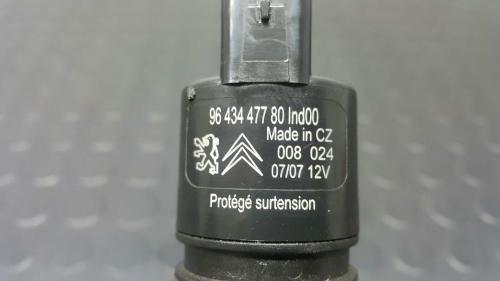 96 434 477 80 Ind00
Made in CZ
008 024
07/07 12V
Protégé surtension